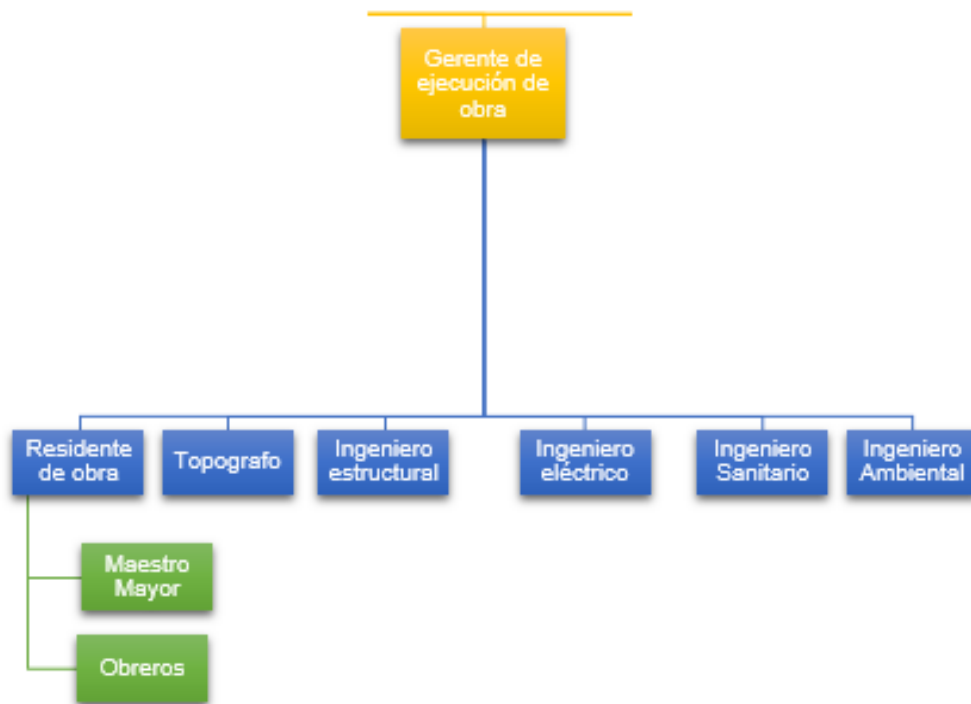 Gerente de
ejecución de
obra
Residente
de obra
Topografo
Ingeniero
estructural
Ingeniero
eléctrico
Ingeniero
Sanitario
Ingeniero
Ambiental
Maestro
Mayor
Obreros